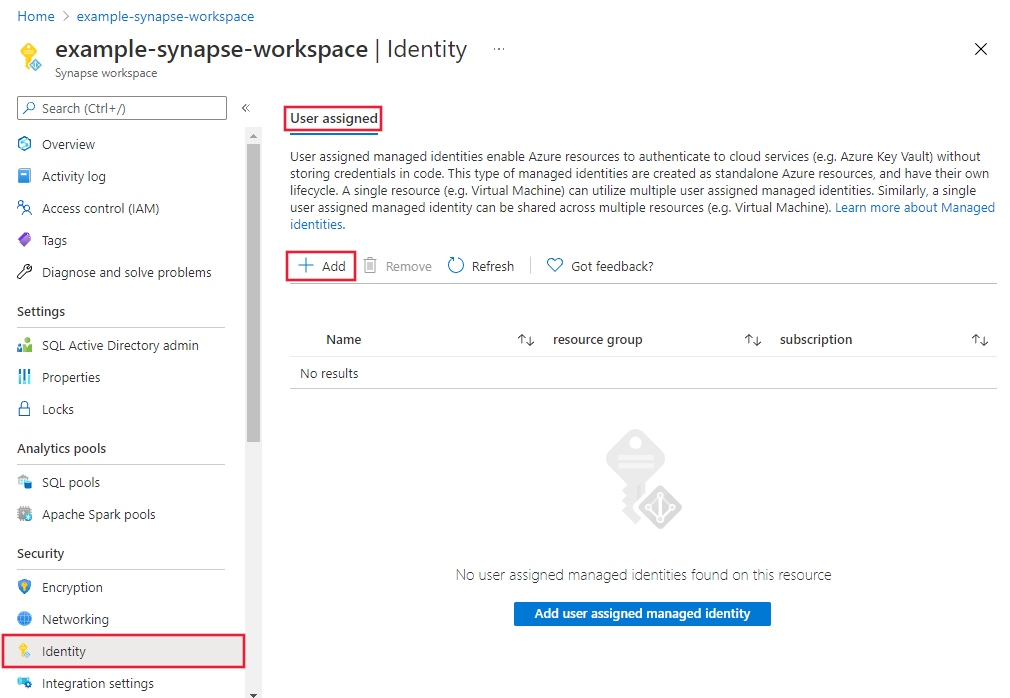 Home > example-synapse-workspace
example-synapse-workspace | Identity ...
Synapse workspace
Search (Ctrl+/)
«
Overview
Activity log
Access control (IAM)
Tags
Diagnose and solve problems
Settings
SQL Active Directory admin
Properties
Locks
Analytics pools
SQL pools
Apache Spark pools
Security
Encryption
Networking
Identity
Integration settings
User assigned
User assigned managed identities enable Azure resources to authenticate to cloud services (e.g. Azure Key Vault) without
storing credentials in code. This type of managed identities are created as standalone Azure resources, and have their own
lifecycle. A single resource (e.g. Virtual Machine) can utilize multiple user assigned managed identities. Similarly, a single
user assigned managed identity can be shared across multiple resources (e.g. Virtual Machine). Learn more about Managed
identities.
+ Add Remove Refresh | Got feedback?
Name ↑↓ resource group ↑↓ subscription ↑↓
No results
No user assigned managed identities found on this resource
Add user assigned managed identity